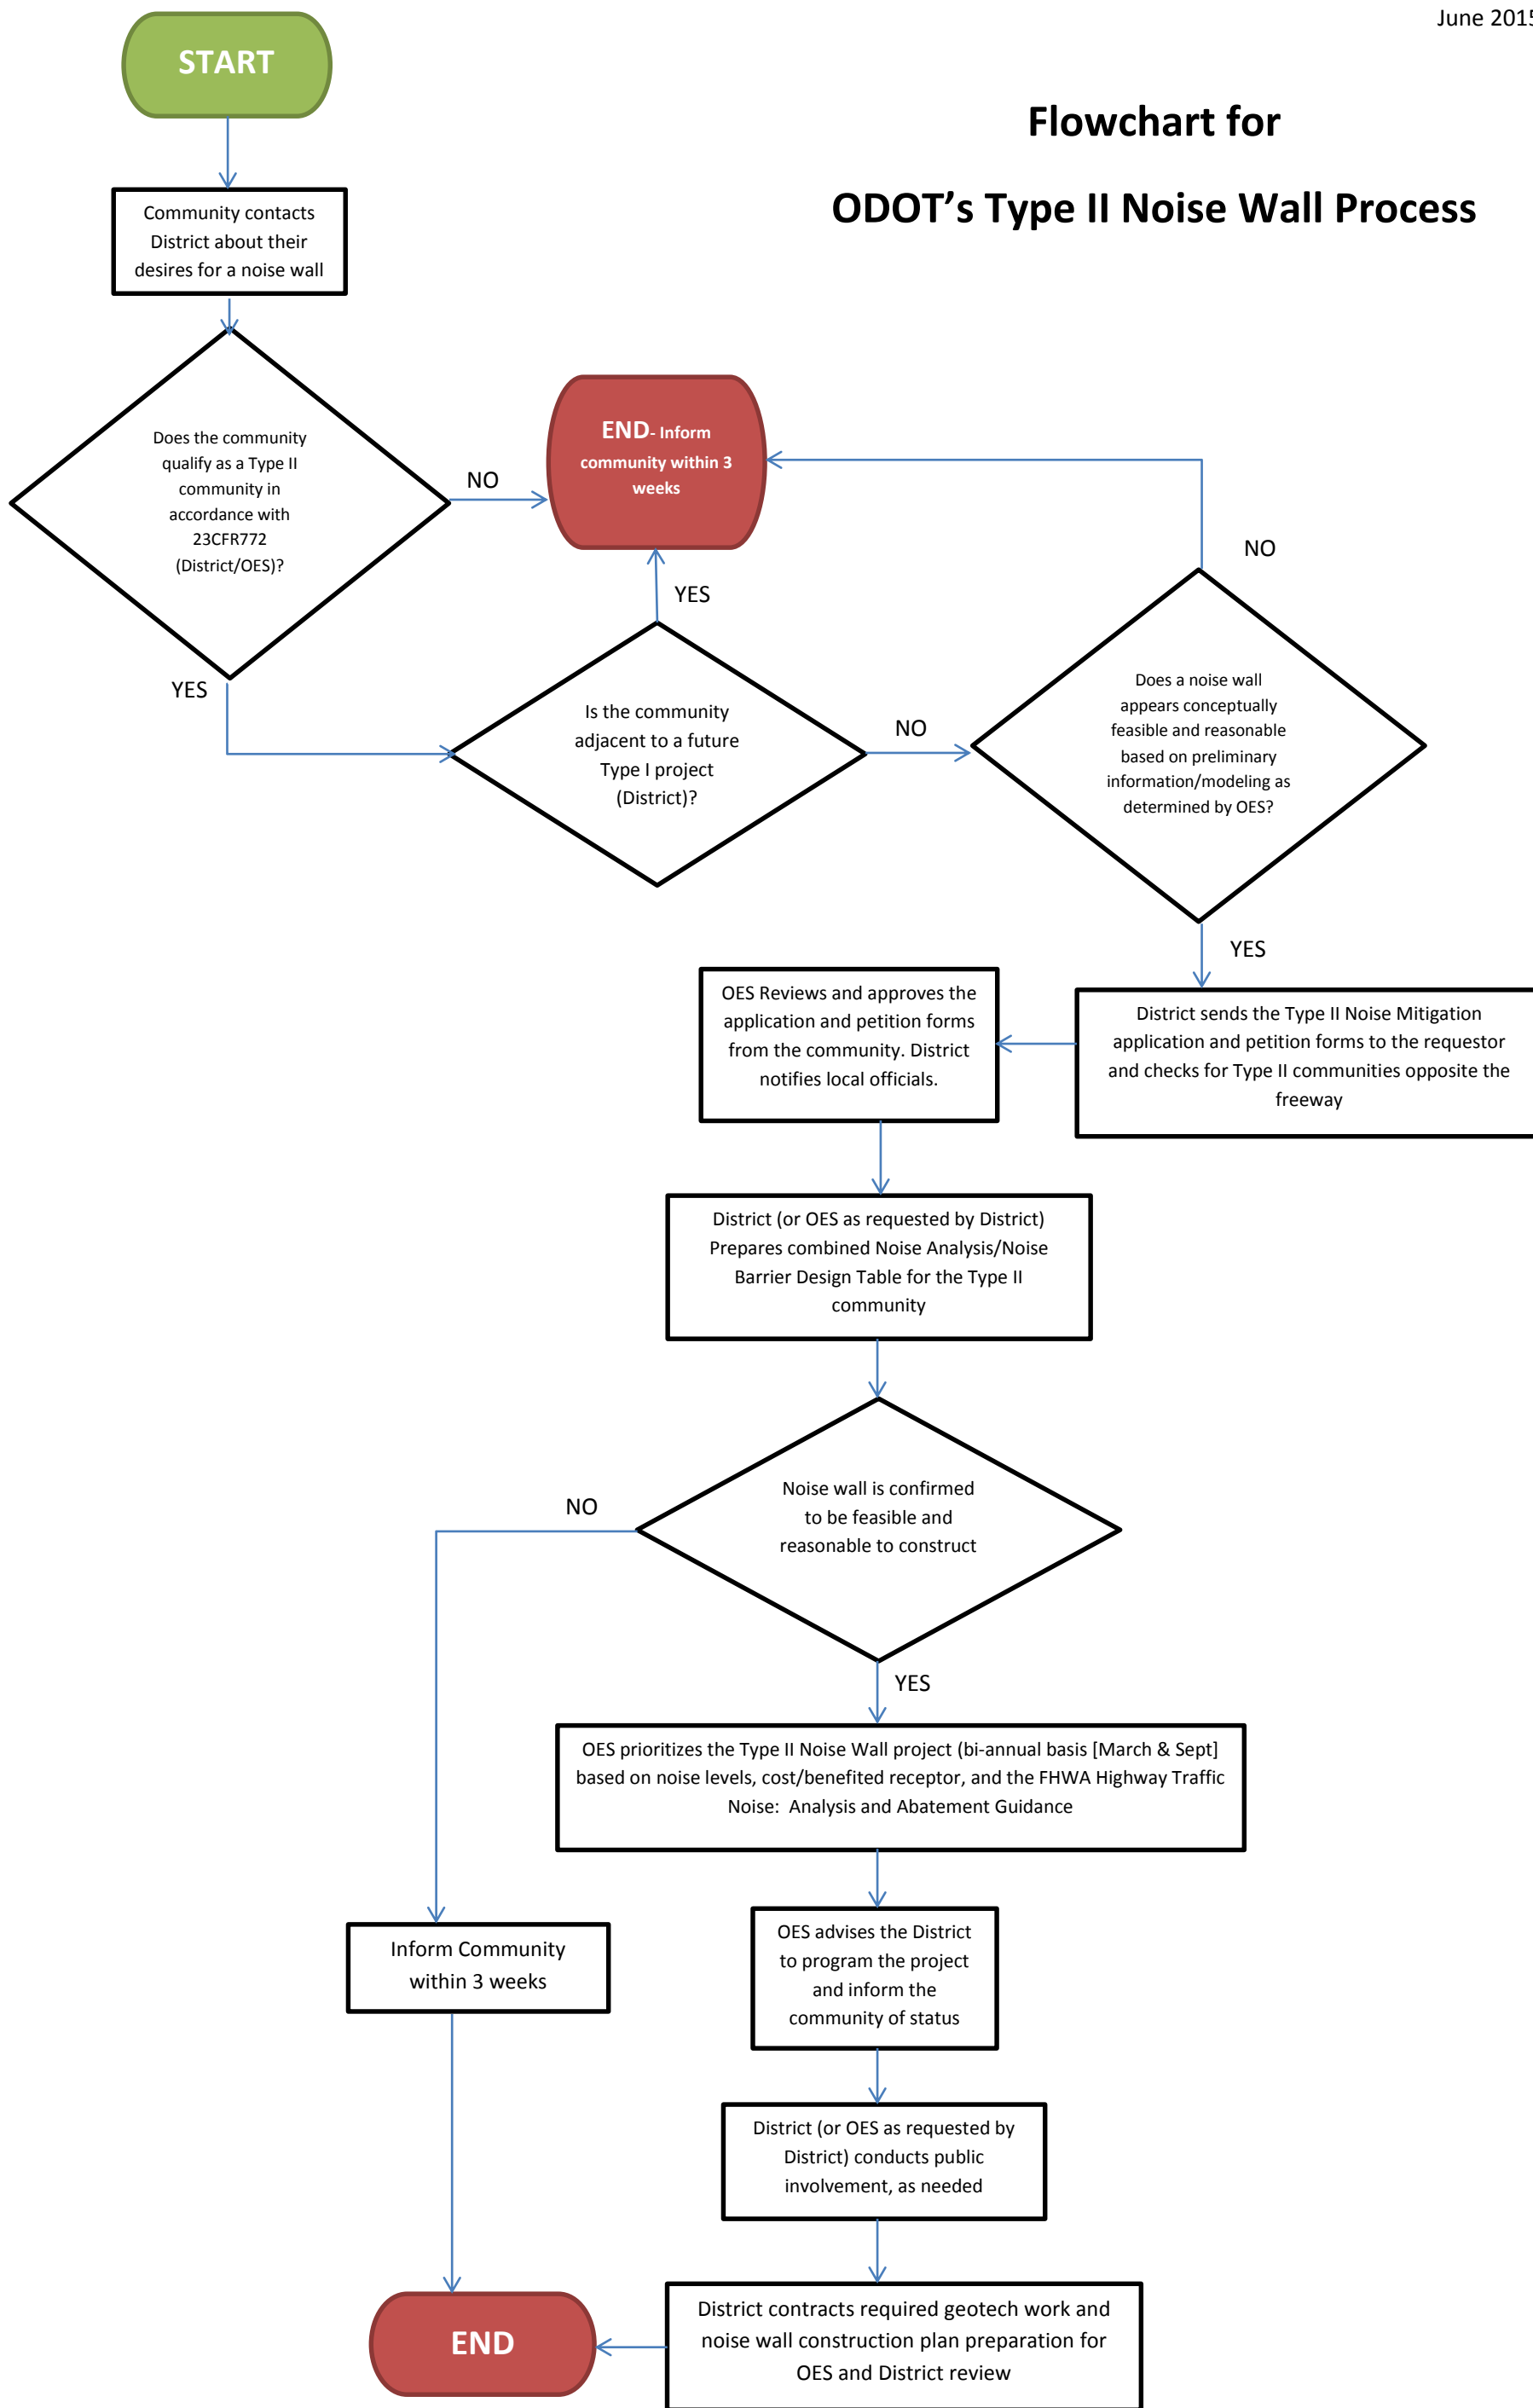 June 2015
START
Flowchart for
ODOT's Type II Noise Wall Process
Community contacts
District about their
desires for a noise wall
Does the community
qualify as a Type II
community in
accordance with
23CFR772
(District/OES)?
NO
END- Inform
community within 3
weeks
NO
YES
YES
Is the community
adjacent to a future
Type I project
(District)?
NO
Does a noise wall
appears conceptually
feasible and reasonable
based on preliminary
information/modeling as
determined by OES?
YES
OES Reviews and approves the
application and petition forms
from the community. District
notifies local officials.
District sends the Type II Noise Mitigation
application and petition forms to the requestor
and checks for Type II communities opposite the
freeway
District (or OES as requested by District)
Prepares combined Noise Analysis/Noise
Barrier Design Table for the Type II
community
Noise wall is confirmed
to be feasible and
reasonable to construct
NO
YES
OES prioritizes the Type II Noise Wall project (bi-annual basis [March & Sept]
based on noise levels, cost/benefited receptor, and the FHWA Highway Traffic
Noise: Analysis and Abatement Guidance
Inform Community
within 3 weeks
OES advises the District
to program the project
and inform the
community of status
District (or OES as requested by
District) conducts public
involvement, as needed
END
District contracts required geotech work and
noise wall construction plan preparation for
OES and District review